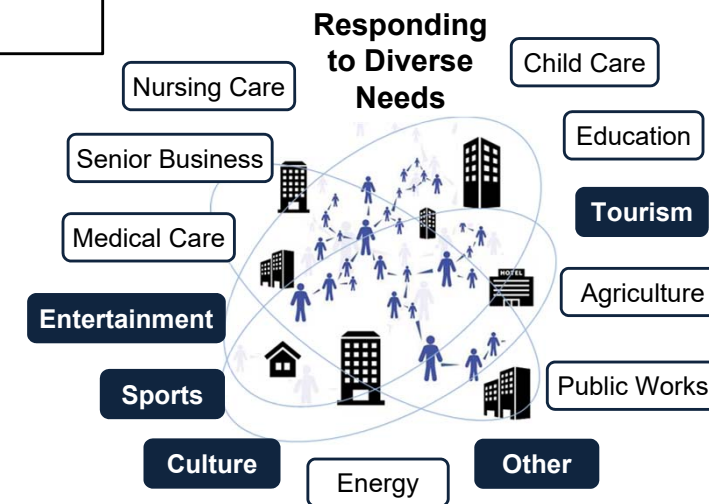 Responding
to Diverse
Needs
Nursing Care
Child Care
Senior Business
Education
Medical Care
Tourism
HOTEL
Entertainment
Agriculture
Sports
Public Works
Culture
Energy
Other